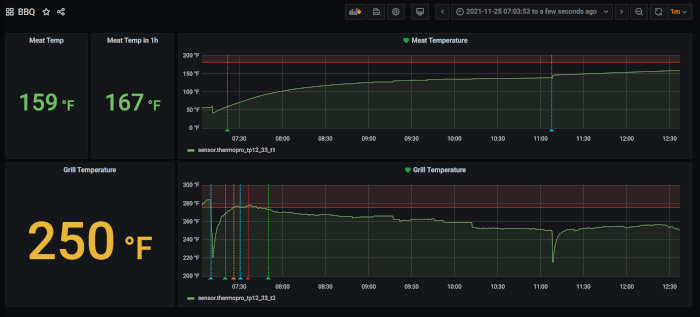 BBQ
2021-11-25 07:03:53 to a few seconds ago
1m
Meat Temp
159 °F
Meat Temp in 1h
167 °F
Meat Temperature
200 °F
150 °F
100 °F
50 °F
0 °F
07:30 08:00 08:30 09:00 09:30 10:00 10:30 11:00 11:30 12:00 12:30
sensor.thermopro_tp12_33_t1
Grill Temperature
250 °F
Grill Temperature
300 °F
280 °F
260 °F
240 °F
220 °F
200 °F
07:30 08:00 08:30 09:00 09:30 10:00 10:30 11:00 11:30 12:00 12:30
sensor.thermopro_tp12_33_t2